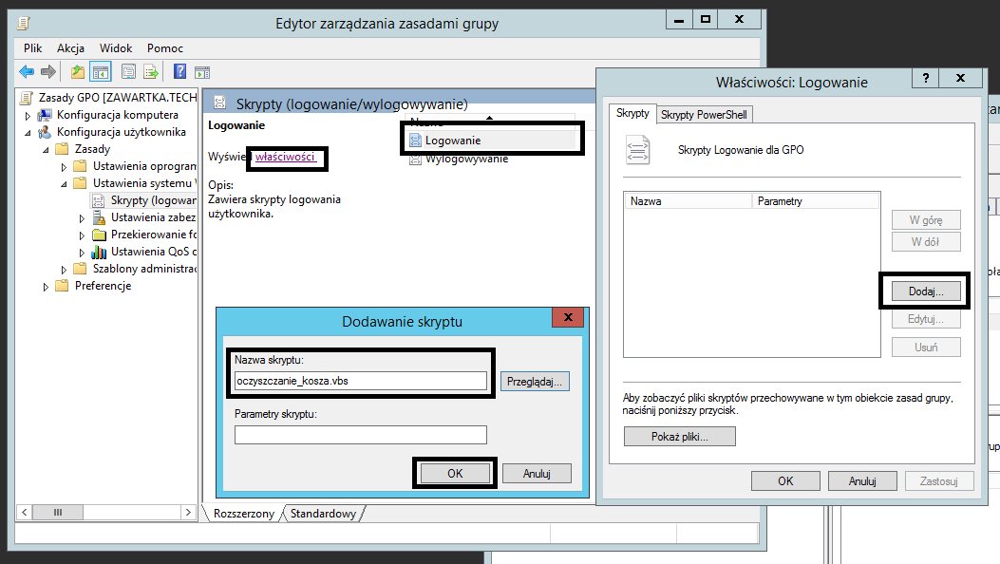 Edytor zarządzania zasadami grupy
Plik Akcja Widok Pomoc
Zasady GPO [ZAWARTKA.TECH
Konfiguracja komputera
Konfiguracja użytkownika
Zasady
Ustawienia oprogram
Ustawienia systemu
Skrypty (logowan
Ustawienia zabez
Przekierowanie fo
Ustawienia QoS o
Szablony administrac
Preferencje
Skrypty (logowanie/wylogowywanie)
Logowanie
Wyświetl właściwości
Opis:
Zawiera skrypty logowania
użytkownika.
Nazwa
Logowanie
Wylogowywanie
Rozszerzony Standardowy
Dodawanie skryptu
Nazwa skryptu:
oczyszczanie_kosza.vbs
Przeglądaj...
Parametry skryptu:
OK Anuluj
Właściwości: Logowanie
Skrypty Skrypty PowerShell
Skrypty Logowanie dla GPO
Nazwa Parametry
W górę
W dół
Dodaj...
Edytuj...
Usuń
Aby zobaczyć pliki skryptów przechowywane w tym obiekcie zasad grupy,
naciśnij poniższy przycisk.
Pokaż pliki...
OK Anuluj Zastosuj